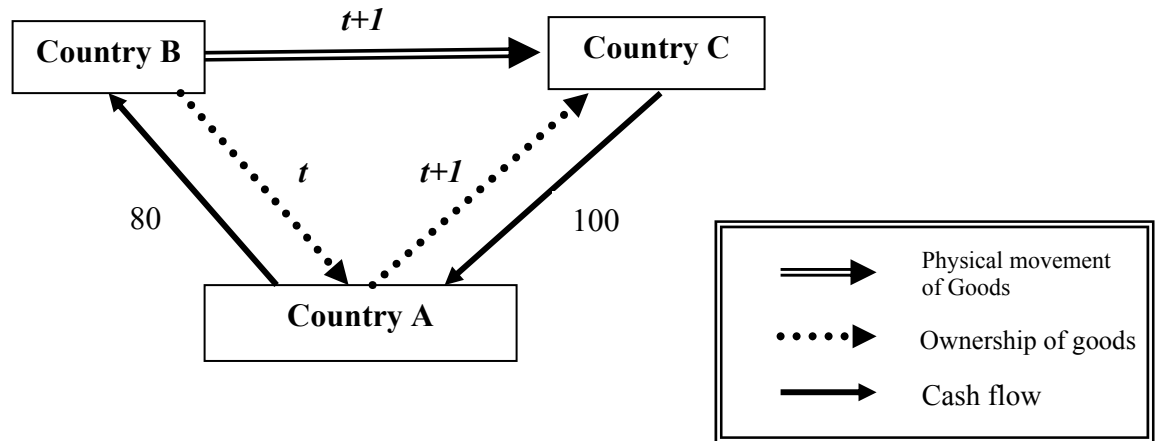 t+1
Country B
Country C
t
t+1
80
100
Country A
Physical movement
of Goods
Ownership of goods
Cash flow